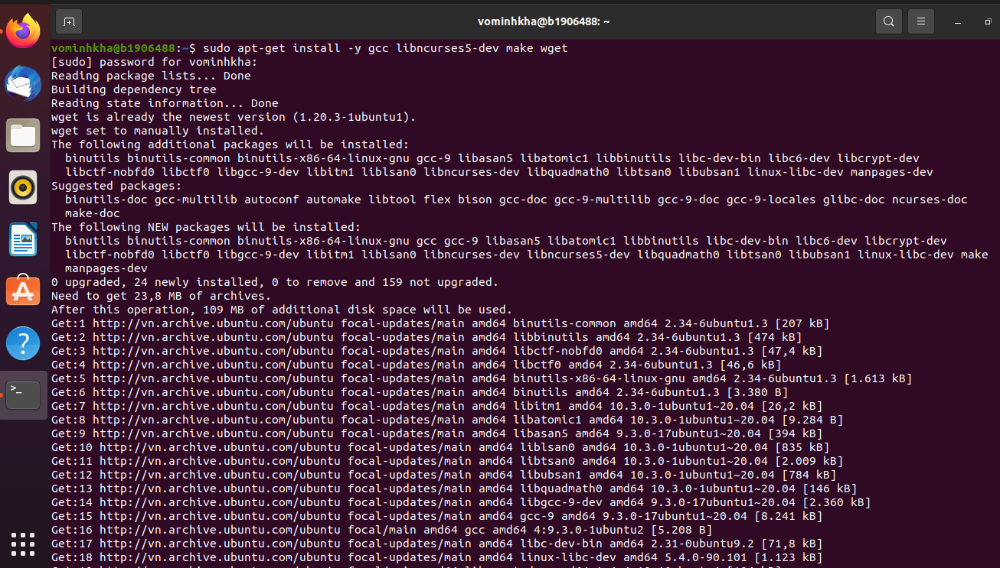 vominhkha@b1906488: ~
vominhkha@b1906488:~$ sudo apt-get install -y gcc libncurses5-dev make wget
[sudo] password for vominhkha:
Reading package lists... Done
Building dependency tree
Reading state information... Done
wget is already the newest version (1.20.3-1ubuntu1).
wget set to manually installed.
The following additional packages will be installed:
binutils binutils-common binutils-x86-64-linux-gnu gcc-9 libasan5 libatomic1 libbinutils libc-dev-bin libc6-dev libcrypt-dev
libctf-nobfd0 libctf0 libgcc-9-dev libitm1 liblsan0 libncurses-dev libquadmath0 libtsan0 libubsan1 linux-libc-dev manpages-dev
Suggested packages:
binutils-doc gcc-multilib autoconf automake libtool flex bison gcc-doc gcc-9-multilib gcc-9-doc gcc-9-locales glibc-doc ncurses-doc
make-doc
The following NEW packages will be installed:
binutils binutils-common binutils-x86-64-linux-gnu gcc gcc-9 libasan5 libatomic1 libbinutils libc-dev-bin libc6-dev libcrypt-dev
libctf-nobfd0 libctf0 libgcc-9-dev libitm1 liblsan0 libncurses-dev libncurses5-dev libquadmath0 libtsan0 libubsan1 linux-libc-dev make
manpages-dev
0 upgraded, 24 newly installed, 0 to remove and 159 not upgraded.
Need to get 23,8 MB of archives.
After this operation, 109 MB of additional disk space will be used.
Get:1 http://vn.archive.ubuntu.com/ubuntu focal-updates/main amd64 binutils-common amd64 2.34-6ubuntu1.3 [207 kB]
Get:2 http://vn.archive.ubuntu.com/ubuntu focal-updates/main amd64 libbinutils amd64 2.34-6ubuntu1.3 [474 kB]
Get:3 http://vn.archive.ubuntu.com/ubuntu focal-updates/main amd64 libctf-nobfd0 amd64 2.34-6ubuntu1.3 [47,4 kB]
Get:4 http://vn.archive.ubuntu.com/ubuntu focal-updates/main amd64 libctf0 amd64 2.34-6ubuntu1.3 [46,6 kB]
Get:5 http://vn.archive.ubuntu.com/ubuntu focal-updates/main amd64 binutils-x86-64-linux-gnu amd64 2.34-6ubuntu1.3 [1.613 kB]
Get:6 http://vn.archive.ubuntu.com/ubuntu focal-updates/main amd64 binutils amd64 2.34-6ubuntu1.3 [3.380 B]
Get:7 http://vn.archive.ubuntu.com/ubuntu focal-updates/main amd64 libitm1 amd64 10.3.0-1ubuntu1~20.04 [26,2 kB]
Get:8 http://vn.archive.ubuntu.com/ubuntu focal-updates/main amd64 libatomic1 amd64 10.3.0-1ubuntu1~20.04 [9.284 B]
Get:9 http://vn.archive.ubuntu.com/ubuntu focal-updates/main amd64 libasan5 amd64 9.3.0-17ubuntu1~20.04 [394 kB]
Get:10 http://vn.archive.ubuntu.com/ubuntu focal-updates/main amd64 liblsan0 amd64 10.3.0-1ubuntu1~20.04 [835 kB]
Get:11 http://vn.archive.ubuntu.com/ubuntu focal-updates/main amd64 libtsan0 amd64 10.3.0-1ubuntu1~20.04 [2.009 kB]
Get:12 http://vn.archive.ubuntu.com/ubuntu focal-updates/main amd64 libubsan1 amd64 10.3.0-1ubuntu1~20.04 [784 kB]
Get:13 http://vn.archive.ubuntu.com/ubuntu focal-updates/main amd64 libquadmath0 amd64 10.3.0-1ubuntu1~20.04 [146 kB]
Get:14 http://vn.archive.ubuntu.com/ubuntu focal-updates/main amd64 libgcc-9-dev amd64 9.3.0-17ubuntu1~20.04 [2.360 kB]
Get:15 http://vn.archive.ubuntu.com/ubuntu focal-updates/main amd64 gcc-9 amd64 9.3.0-17ubuntu1~20.04 [8.241 kB]
Get:16 http://vn.archive.ubuntu.com/ubuntu focal/main amd64 gcc amd64 4:9.3.0-1ubuntu2 [5.208 B]
Get:17 http://vn.archive.ubuntu.com/ubuntu focal-updates/main amd64 libc-dev-bin amd64 2.31-0ubuntu9.2 [71,8 kB]
Get:18 http://vn.archive.ubuntu.com/ubuntu focal-updates/main amd64 linux-libc-dev amd64 5.4.0-90.101 [1.123 kB]